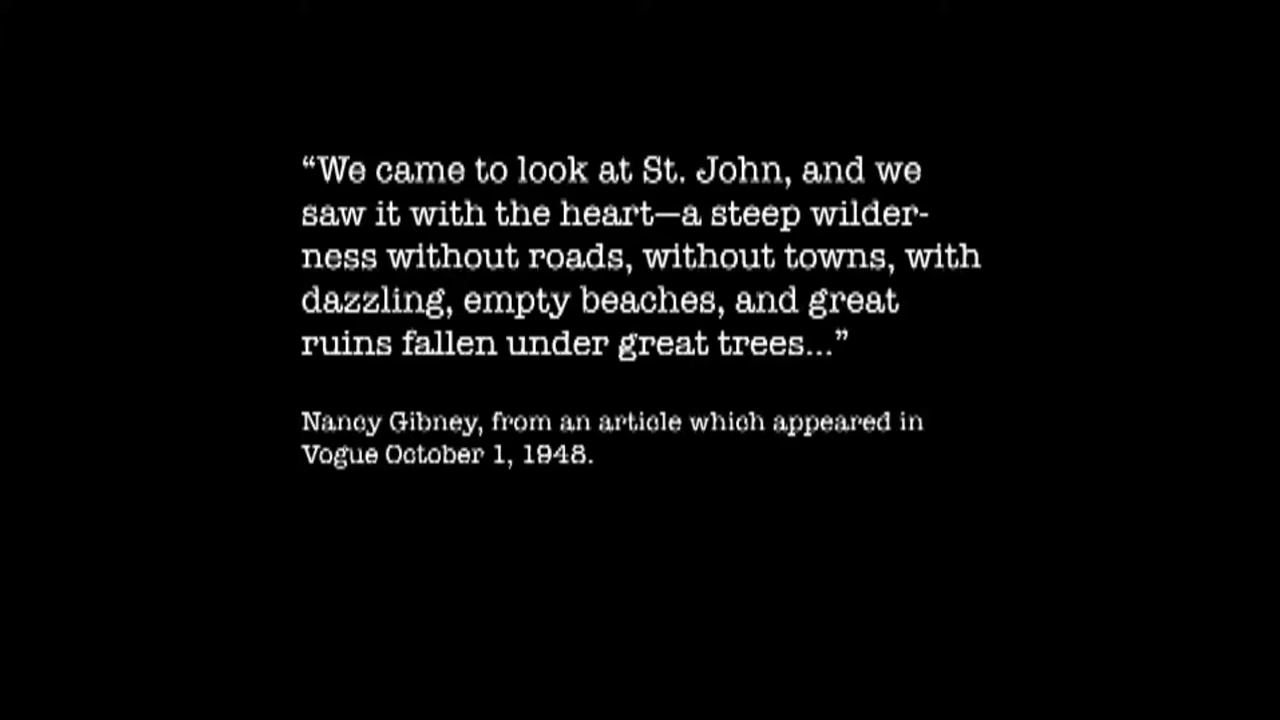 “We came to look at St. John, and we
saw it with the heart—a steep wilder-
ness without roads, without towns, with
dazzling, empty beaches, and great
ruins fallen under great trees...”
Nancy Gibney, from an article which appeared in
Vogue October 1, 1948.